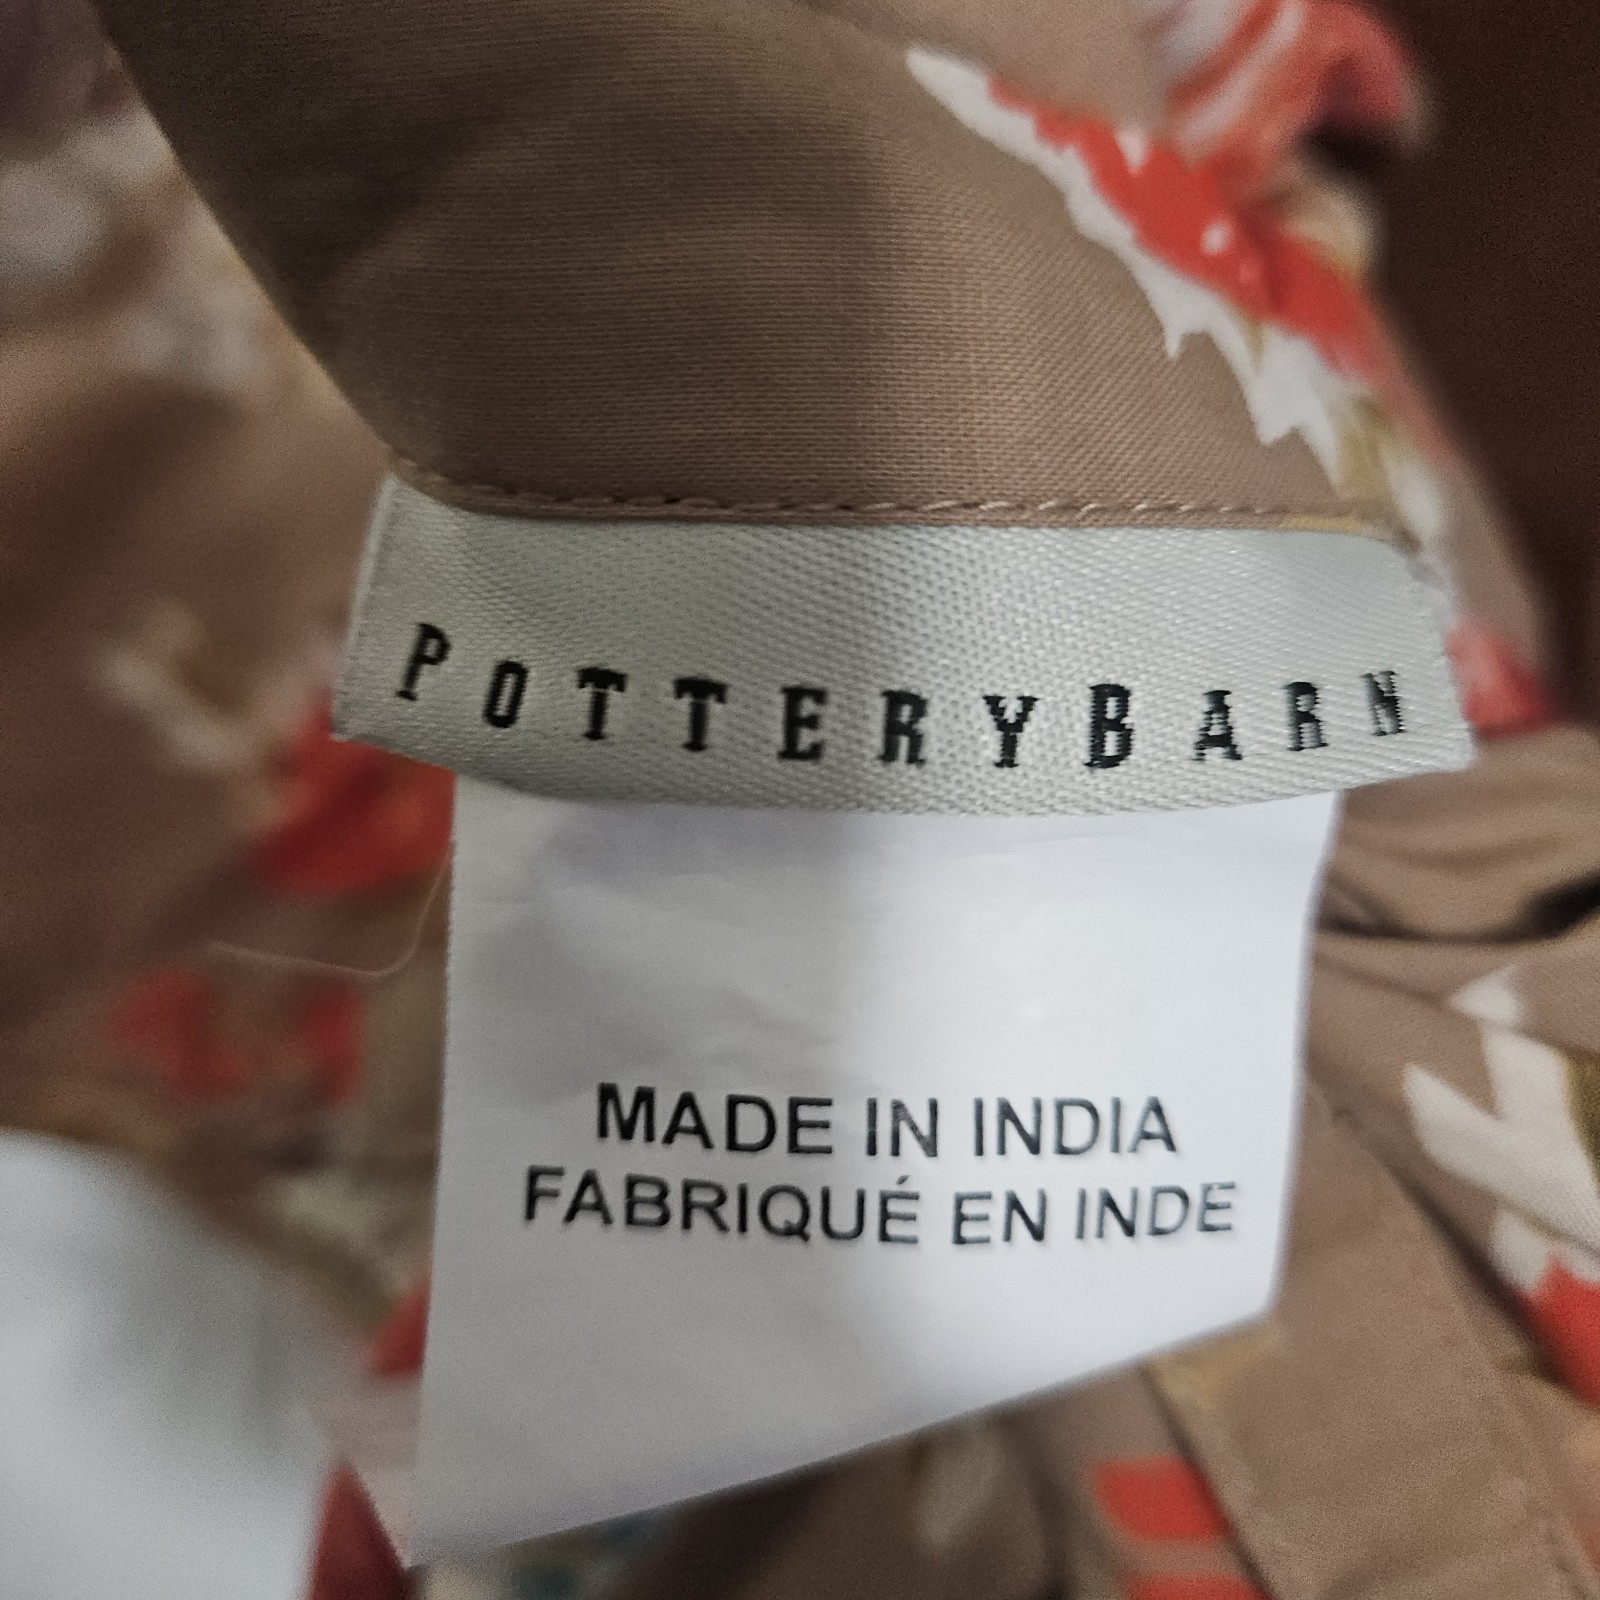 POTTERYBARN
MADE IN INDIA
FABRIQUÉ EN INDE